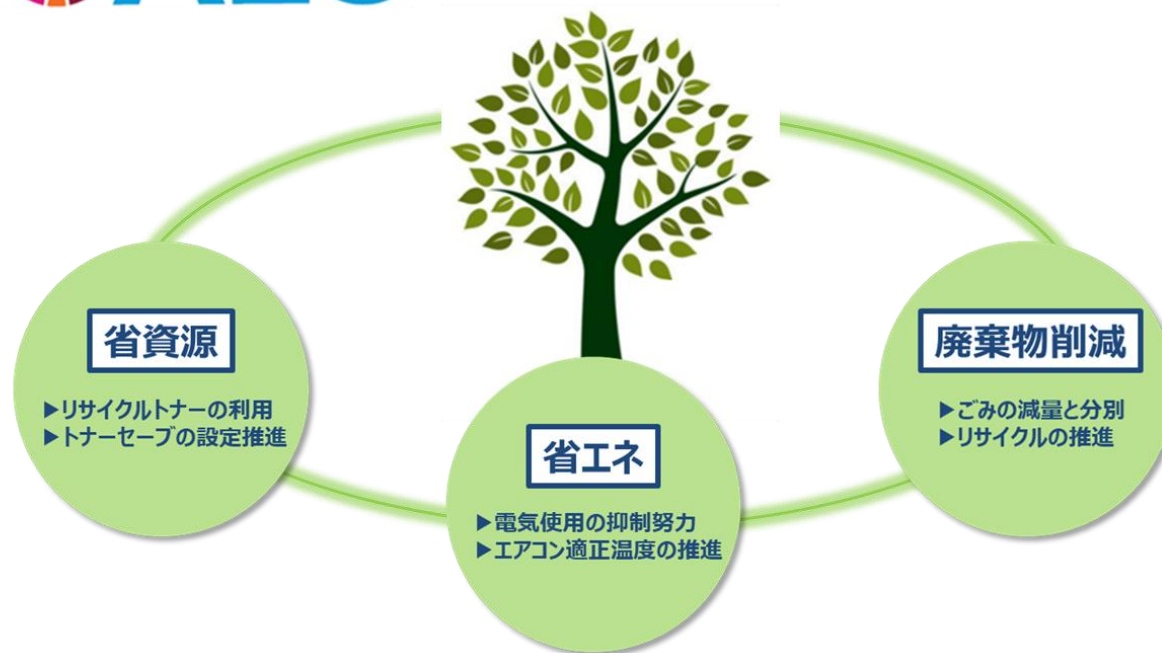 省資源
▶リサイクルトナーの利用
▶トナーセーブの設定推進
省エネ
▶電気使用の抑制努力
▶エアコン適正温度の推進
廃棄物削減
▶ごみの減量と分別
▶リサイクルの推進